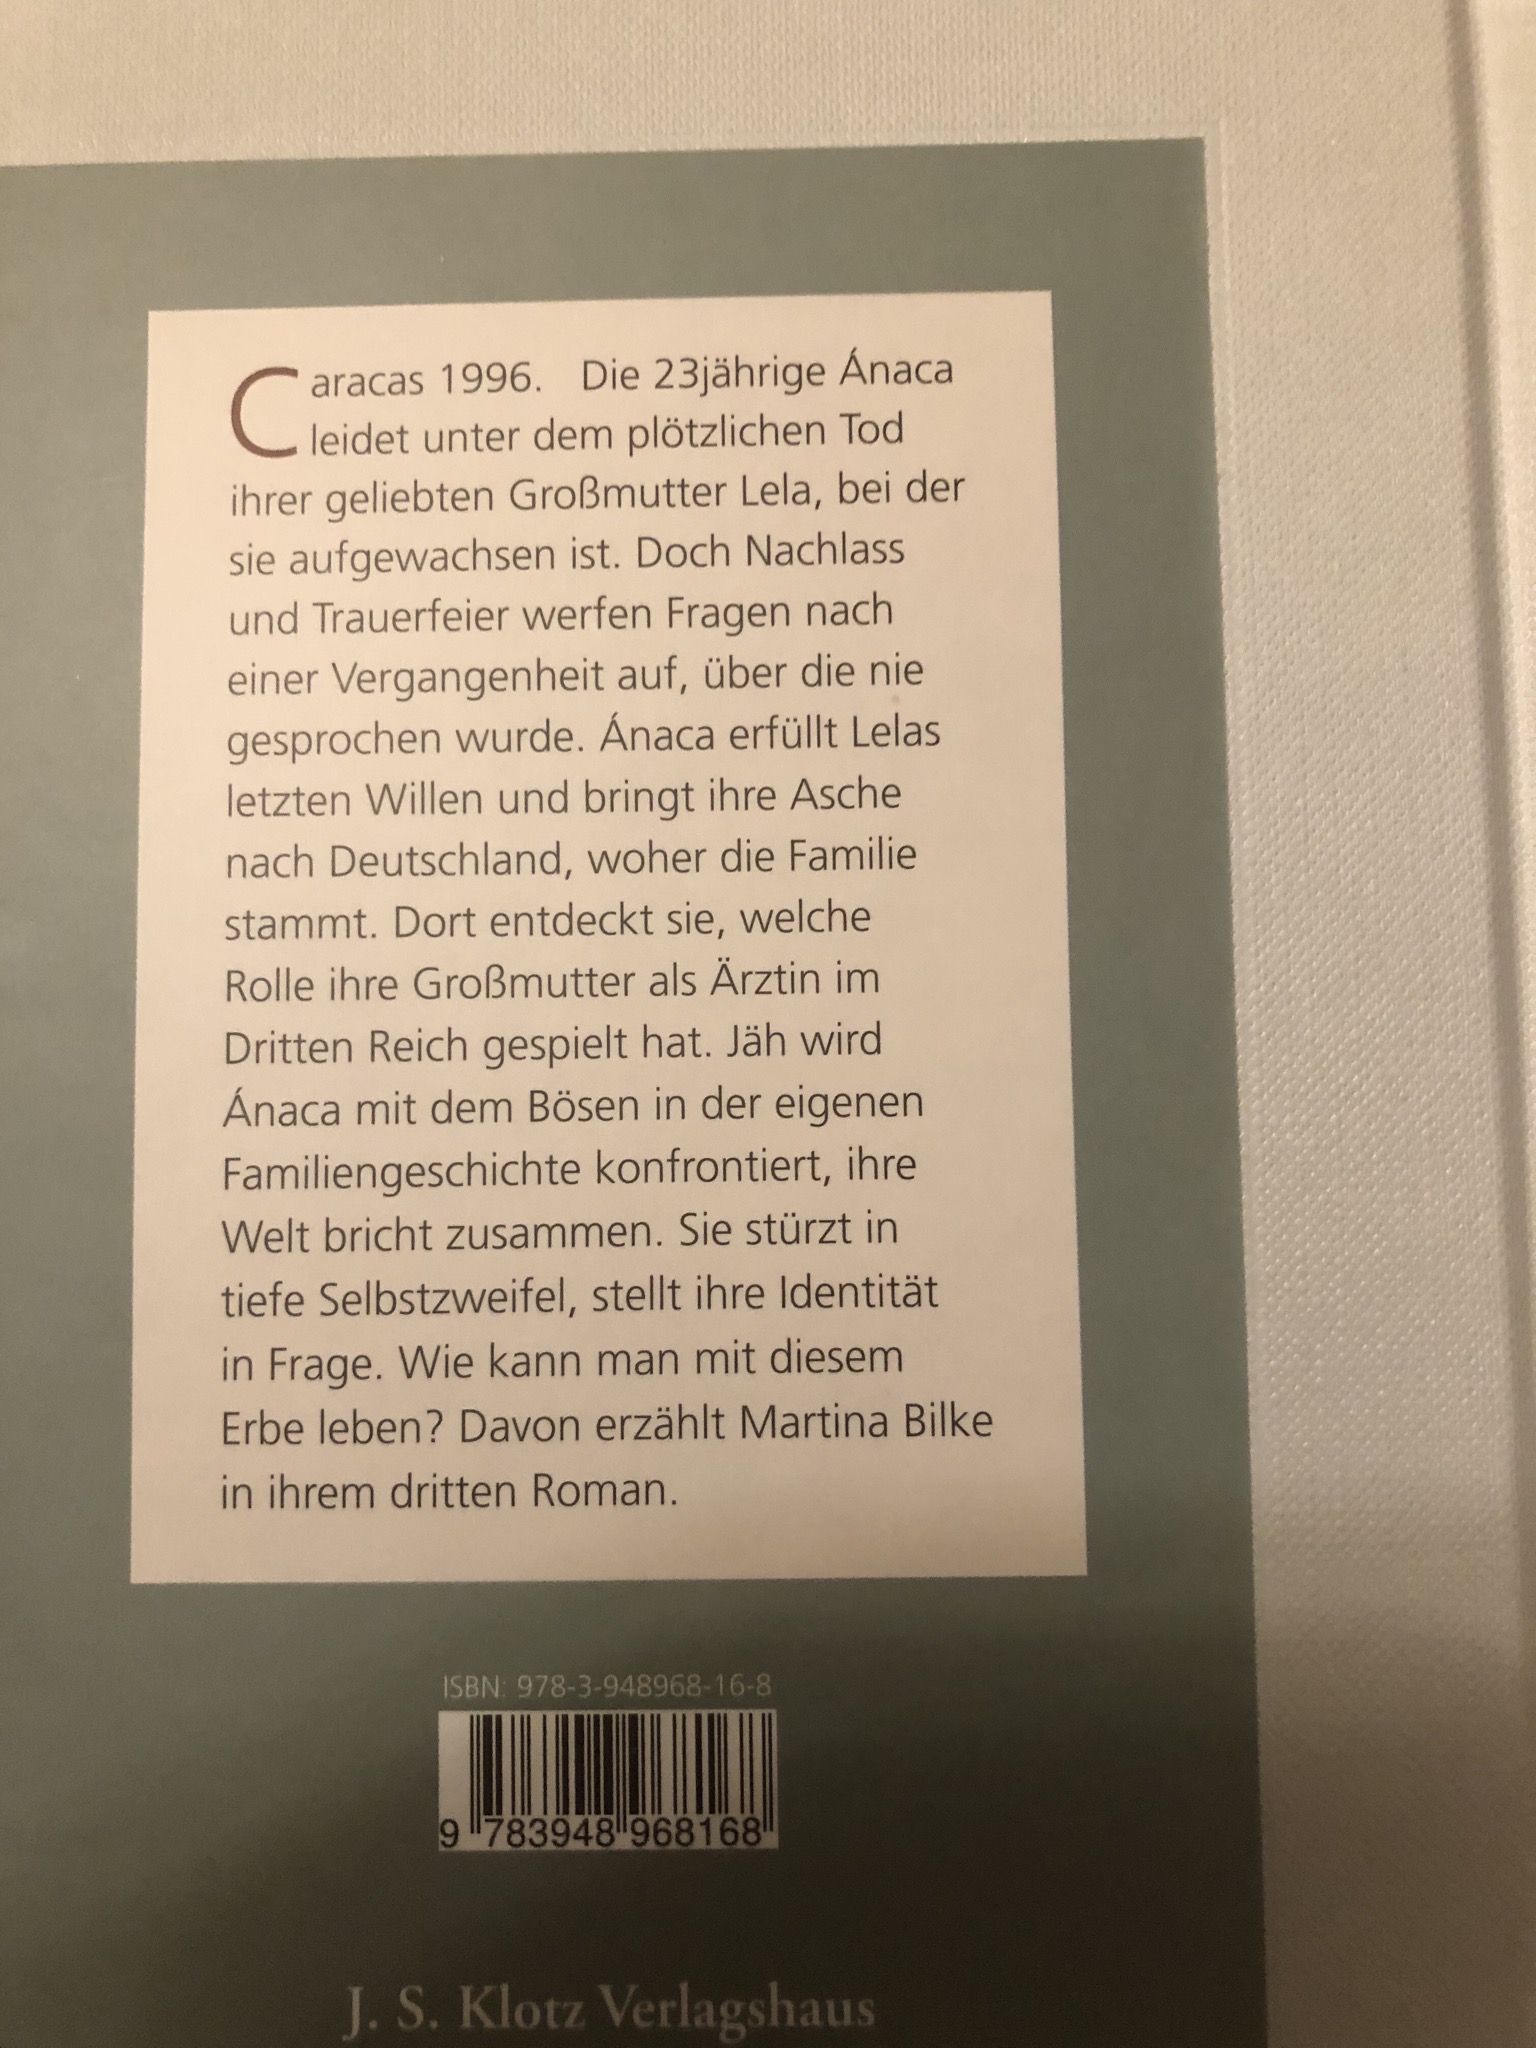 Caracas 1996. Die 23jährige Ánaca
leidet unter dem plötzlichen Tod
ihrer geliebten Großmutter Lela, bei der
sie aufgewachsen ist. Doch Nachlass
und Trauerfeier werfen Fragen nach
einer Vergangenheit auf, über die nie
gesprochen wurde. Ánaca erfüllt Lelas
letzten Willen und bringt ihre Asche
nach Deutschland, woher die Familie
stammt. Dort entdeckt sie, welche
Rolle ihre Großmutter als Ärztin im
Dritten Reich gespielt hat. Jäh wird
Ánaca mit dem Bösen in der eigenen
Familiengeschichte konfrontiert, ihre
Welt bricht zusammen. Sie stürzt in
tiefe Selbstzweifel, stellt ihre Identität
in Frage. Wie kann man mit diesem
Erbe leben? Davon erzählt Martina Bilke
in ihrem dritten Roman.
ISBN: 978-3-948968-16-8
9 783948 968168
J. S. Klotz Verlagshaus